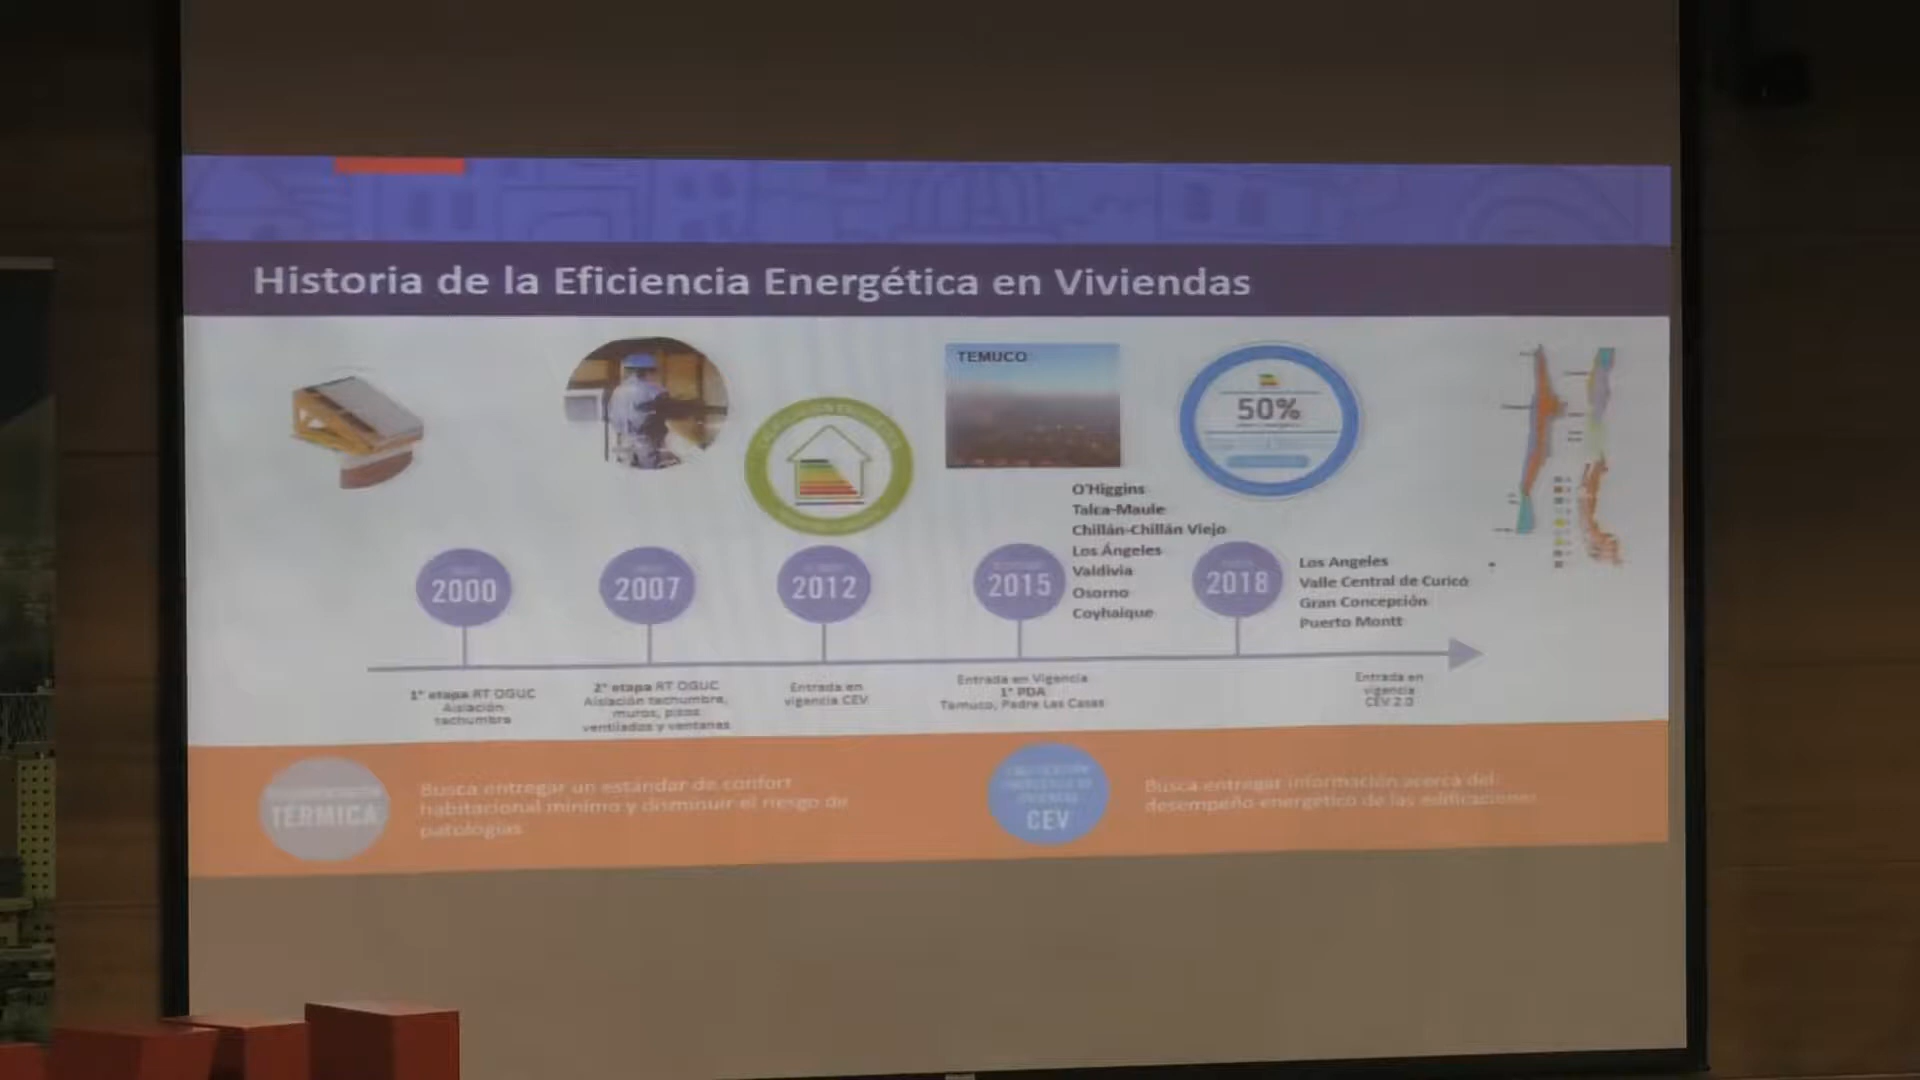 Historia de la Eficiencia Energética en Viviendas
TEMUCO
50%
O'Higgins
Talca-Maule
Chillán-Chillán Viejo
Los Ángeles
Valdivia
Osorno
Coyhaique
2000
2007
2012
2015
2018
Los Angeles
Valle Central de Curicó
Gran Concepción
Puerto Montt
1° etapa RT OGUC
Aislación
techumbre
2° etapa RT OGUC
Aislación techumbre,
muros, pisos
ventilados y ventanas
Entrada en
vigencia CEV
Entrada en Vigencia
1° PDA
Temuco, Padre Las Casas
Entrada en
vigencia
CEV 2.0
TÉRMICA
Busca entregar un estándar de confort
habitacional mínimo y disminuir el riesgo de
patologías
CEV
Busca entregar información acerca del
desempeño energético de las edificaciones